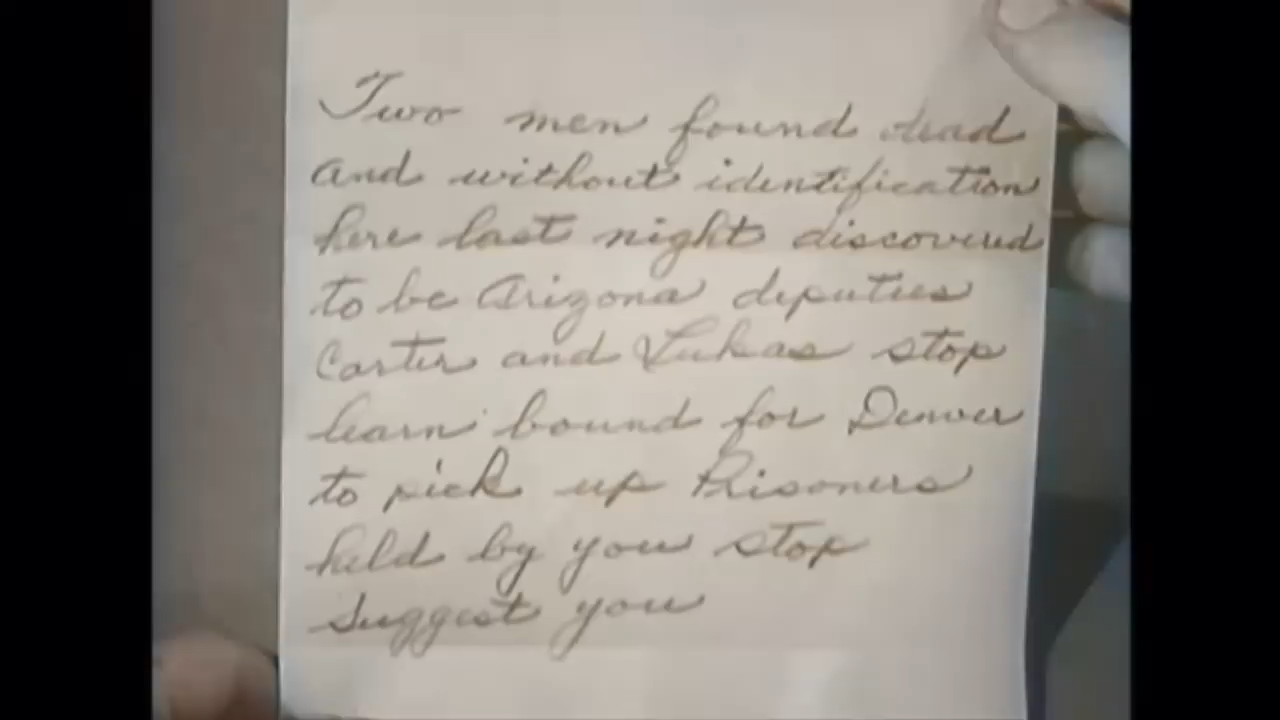 Two men found dead
and without identification
here last night discovered
to be Arizona deputies
Carter and Lukas stop
learn bound for Denver
to pick up Prisoners
held by you stop
Suggest you